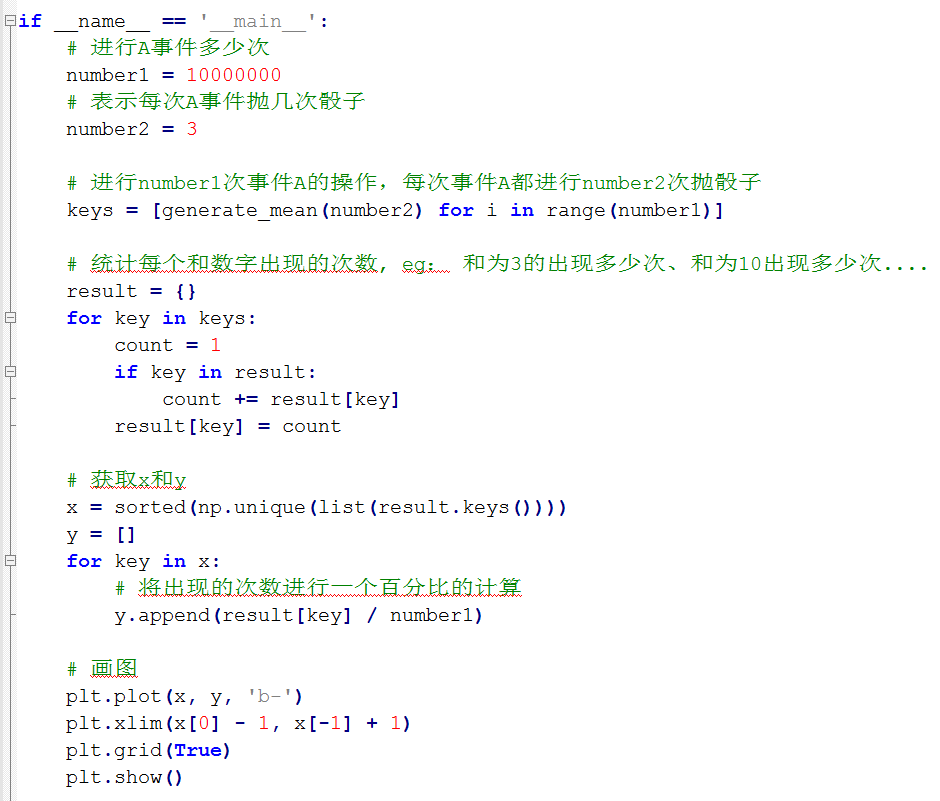 if __name__ == '__main__':
# 进行A事件多少次
number1 = 10000000
# 表示每次A事件抛几次骰子
number2 = 3
# 进行number1次事件A的操作，每次事件A都进行number2次抛骰子
keys = [generate_mean(number2) for i in range(number1)]
# 统计每个和数字出现的次数, eg： 和为3的出现多少次、和为10出现多少次....
result = {}
for key in keys:
count = 1
if key in result:
count += result[key]
result[key] = count
# 获取x和y
x = sorted(np.unique(list(result.keys())))
y = []
for key in x:
# 将出现的次数进行一个百分比的计算
y.append(result[key] / number1)
# 画图
plt.plot(x, y, 'b-')
plt.xlim(x[0] - 1, x[-1] + 1)
plt.grid(True)
plt.show()